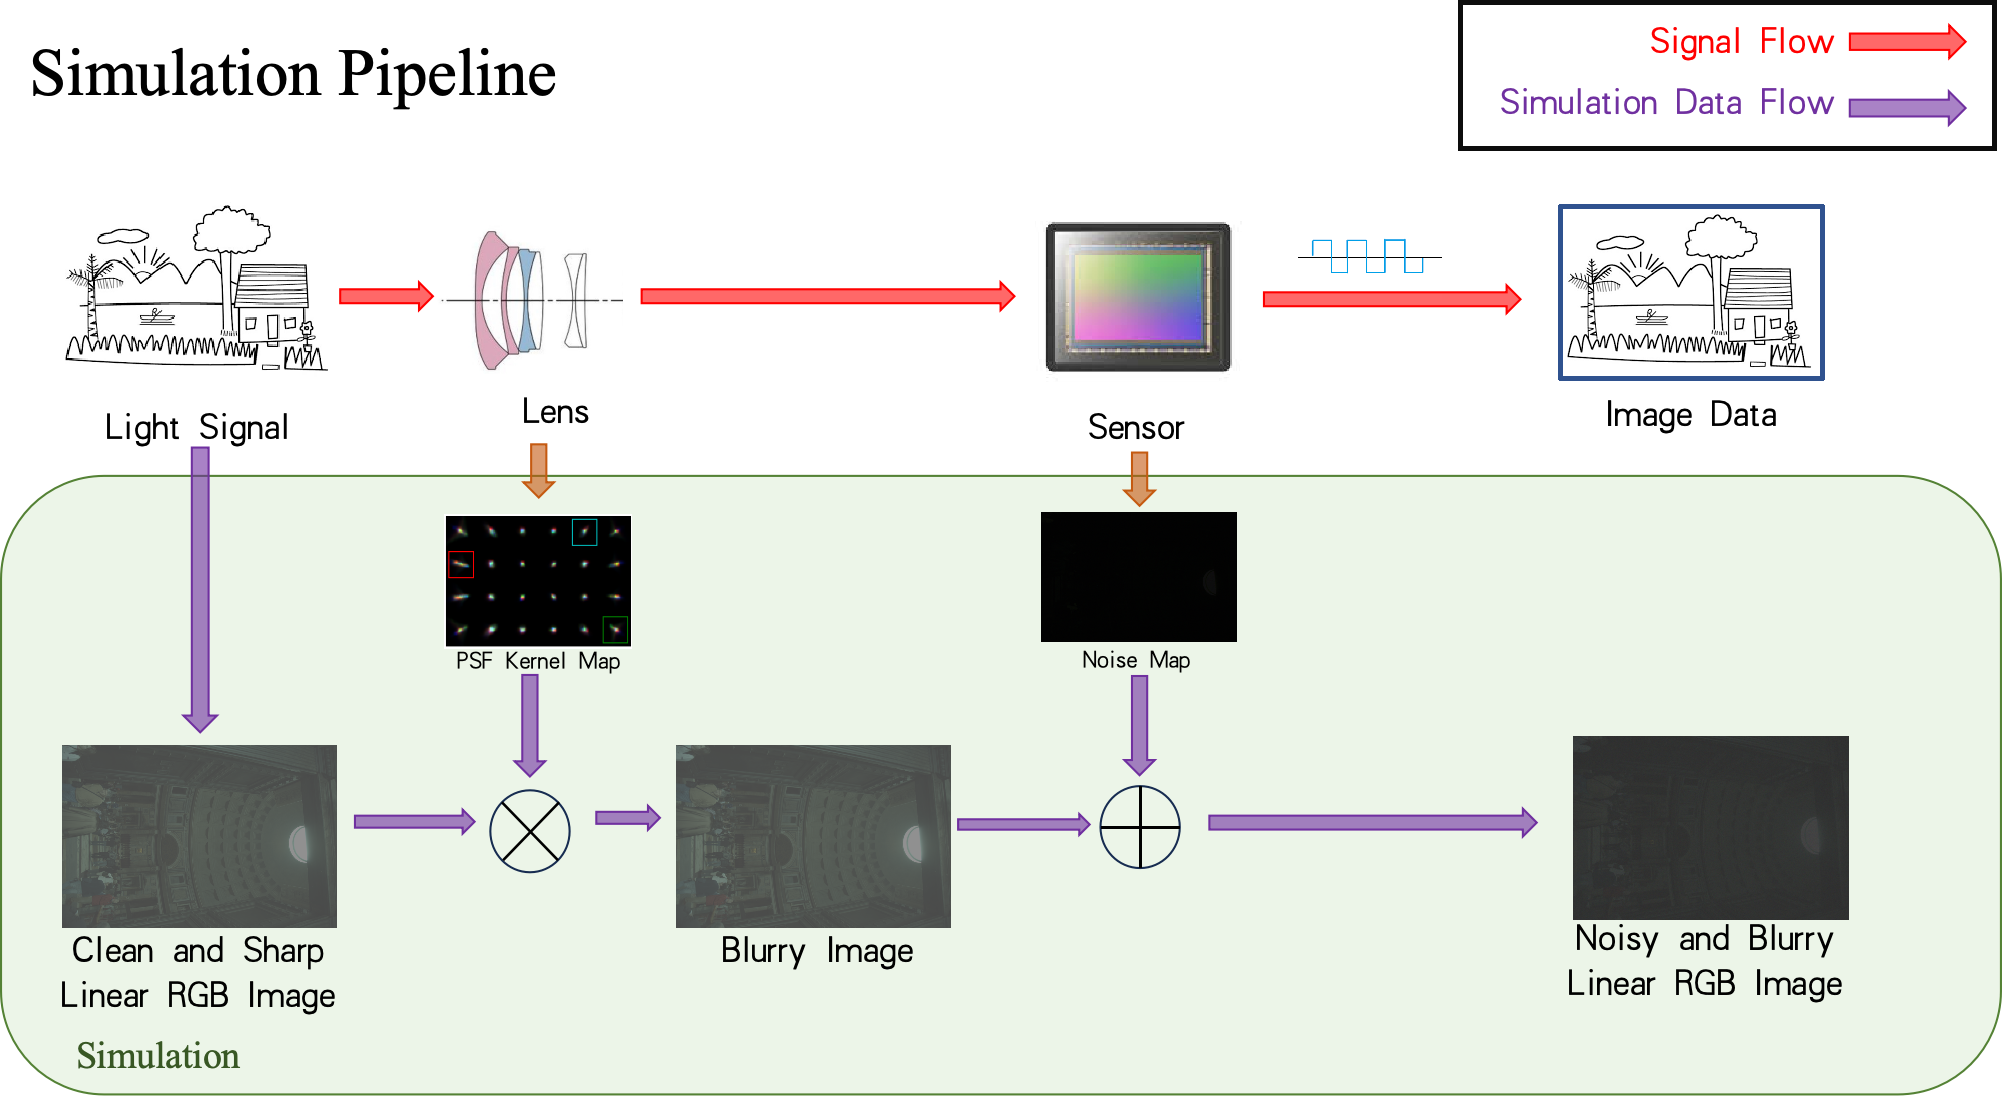 Simulation Pipeline
Signal Flow
Simulation Data Flow
Light Signal
Lens
Sensor
Image Data
PSF Kernel Map
Noise Map
Clean and Sharp
Linear RGB Image
Blurry Image
Noisy and Blurry
Linear RGB Image
Simulation